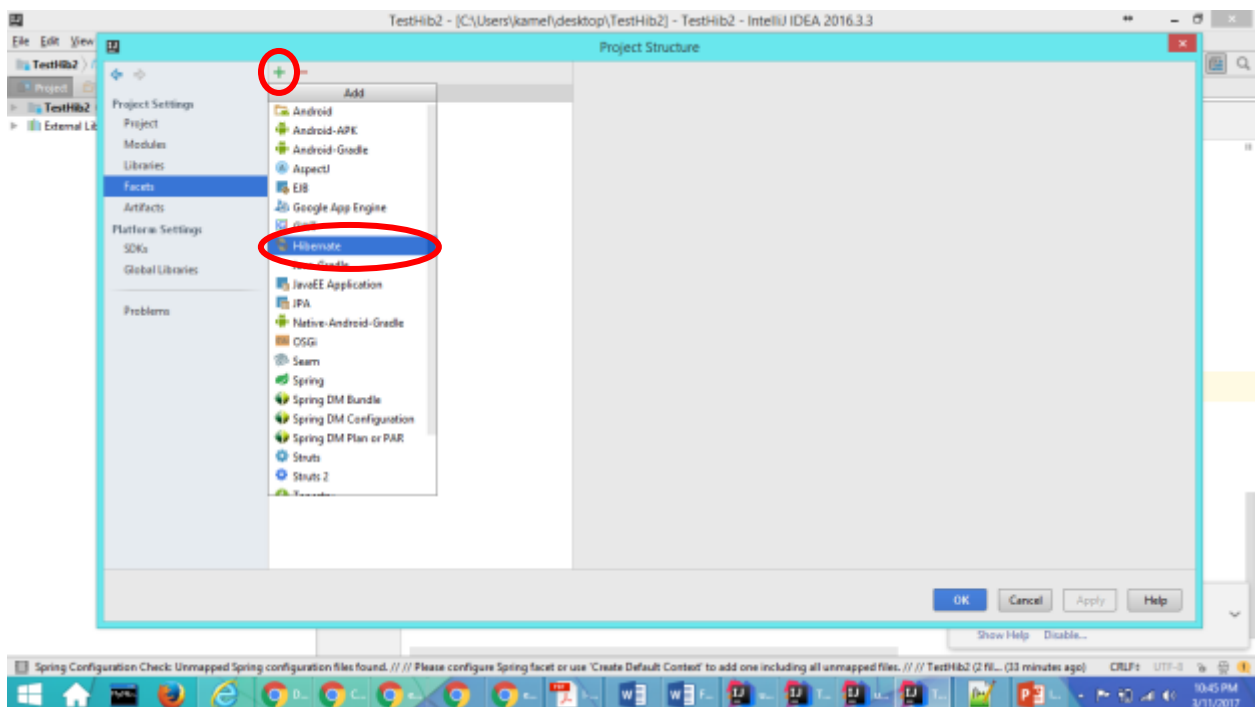 TestHib2 - [C:\Users\kamel\desktop\TestHib2] - TestHib2 - IntelliJ IDEA 2016.3.3
File Edit View
Project Structure
TestHib2
Project
TestHib2
External Lib
Add
Project Settings
Project
Modules
Libraries
Facets
Artifacts
Platform Settings
SDKs
Global Libraries
Problems
Android
Android-APK
Android-Gradle
AspectJ
EJB
Google App Engine
Hibernate
JavaEE Application
JPA
Native-Android-Gradle
OSGi
Seam
Spring
Spring DM Bundle
Spring DM Configuration
Spring DM Plan or PAR
Struts
Struts 2
OK Cancel Apply Help
Show Help Disable...
Spring Configuration Check: Unmapped Spring configuration files found. // // Please configure Spring facet or use 'Create Default Context' to add one including all unmapped files. // // TestHib2 (2 fil... (33 minutes ago) CRLF÷ UTF-8
10:45 PM
3/11/2017